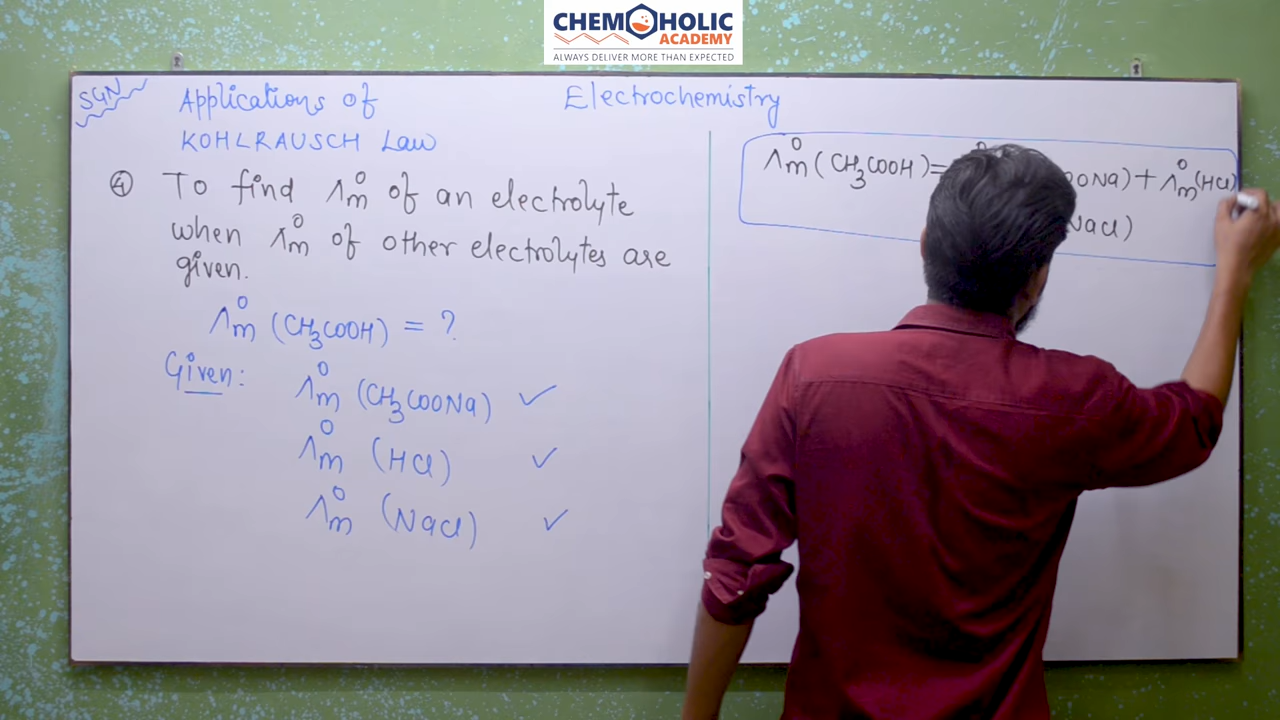 CHEMOHOLIC
ACADEMY
ALWAYS DELIVER MORE THAN EXPECTED
SGN
Applications of
KOHLRAUSCH Law
Electrochemistry
④ To find Λ°m of an electrolyte
when Λ°m of other electrolytes are
given.
Λ°m (CH₃COOH) = ?
Given: Λ°m (CH₃COONa) ✓
Λ°m (HCl) ✓
Λ°m (NaCl) ✓
Λ°m (CH₃COOH) = OONa) + Λ°m (HCl)
NaCl)